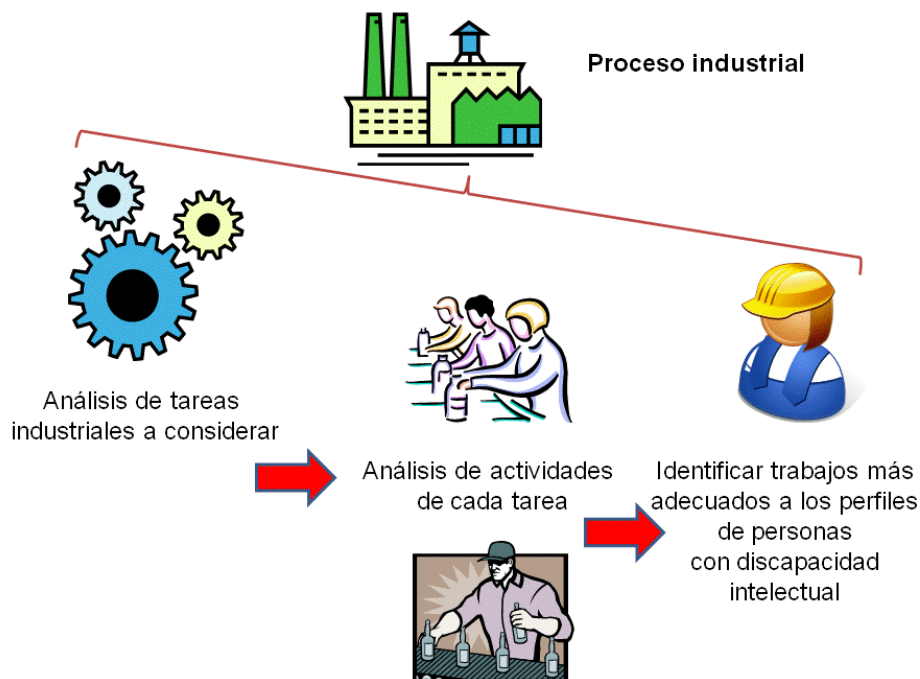 Proceso industrial
Análisis de tareas
industriales a considerar
Análisis de actividades
de cada tarea
Identificar trabajos más
adecuados a los perfiles
de personas
con discapacidad
intelectual